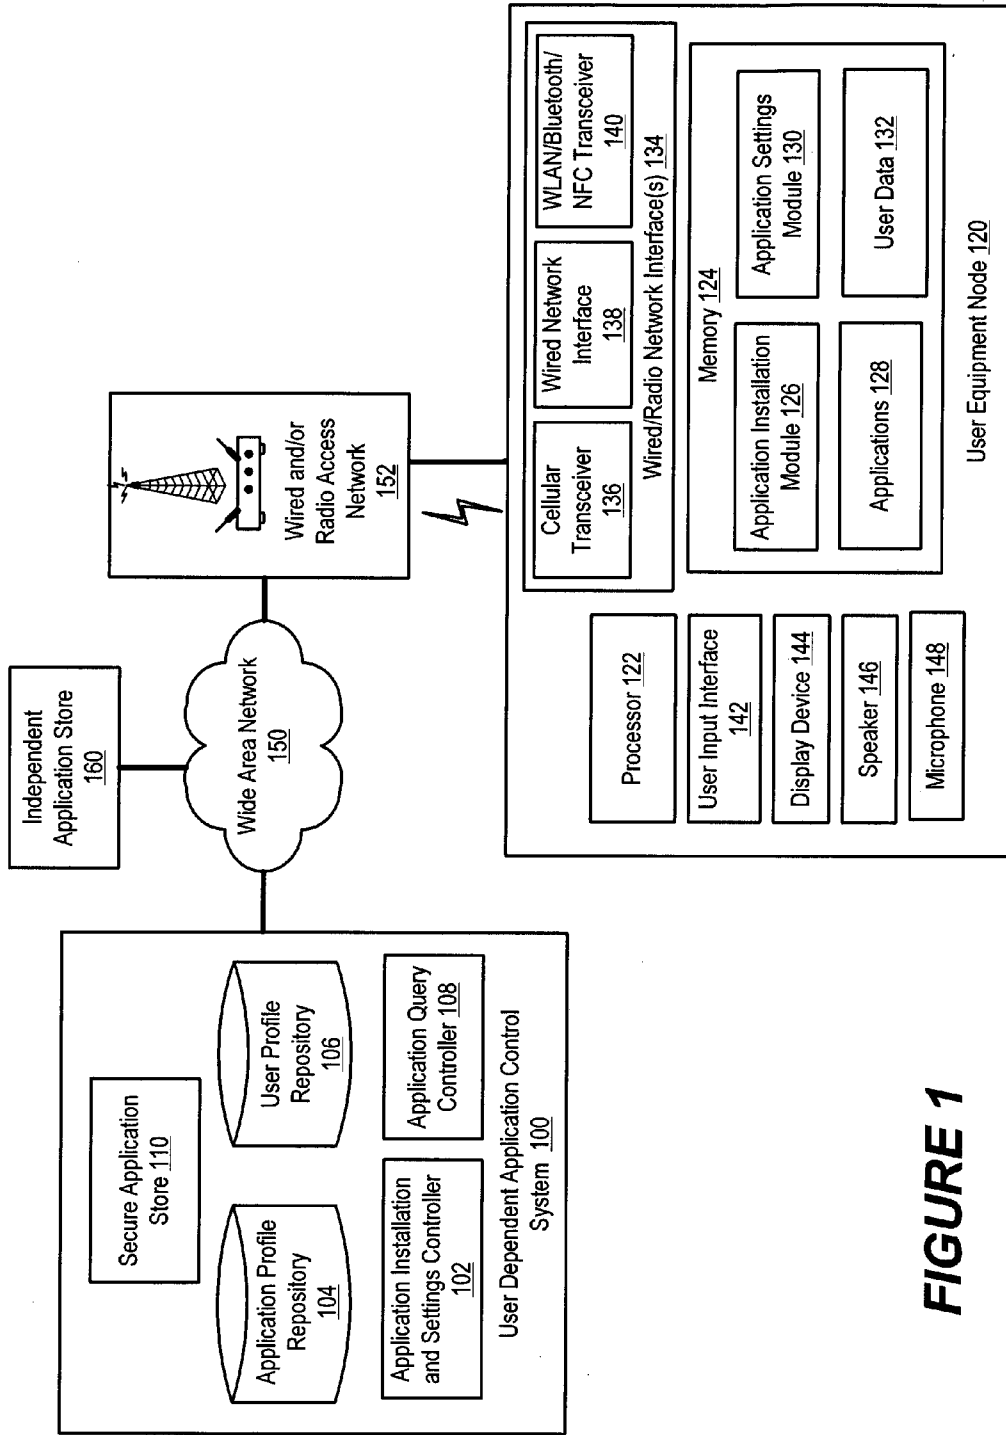 Independent
Application Store
160
Secure Application
Store 110
Application Profile
Repository
104
User Profile
Repository
106
Application Installation
and Settings Controller
102
Application Query
Controller 108
User Dependent Application Control
System 100
Wide Area Network
150
Wired and/or
Radio Access
Network
152
Processor 122
User Input Interface
142
Display Device 144
Speaker 146
Microphone 148
Cellular
Transceiver
136
Wired Network
Interface
138
WLAN/Bluetooth/
NFC Transceiver
140
Wired/Radio Network Interface(s) 134
Memory 124
Application Installation
Module 126
Application Settings
Module 130
Applications 128
User Data 132
User Equipment Node 120
FIGURE 1